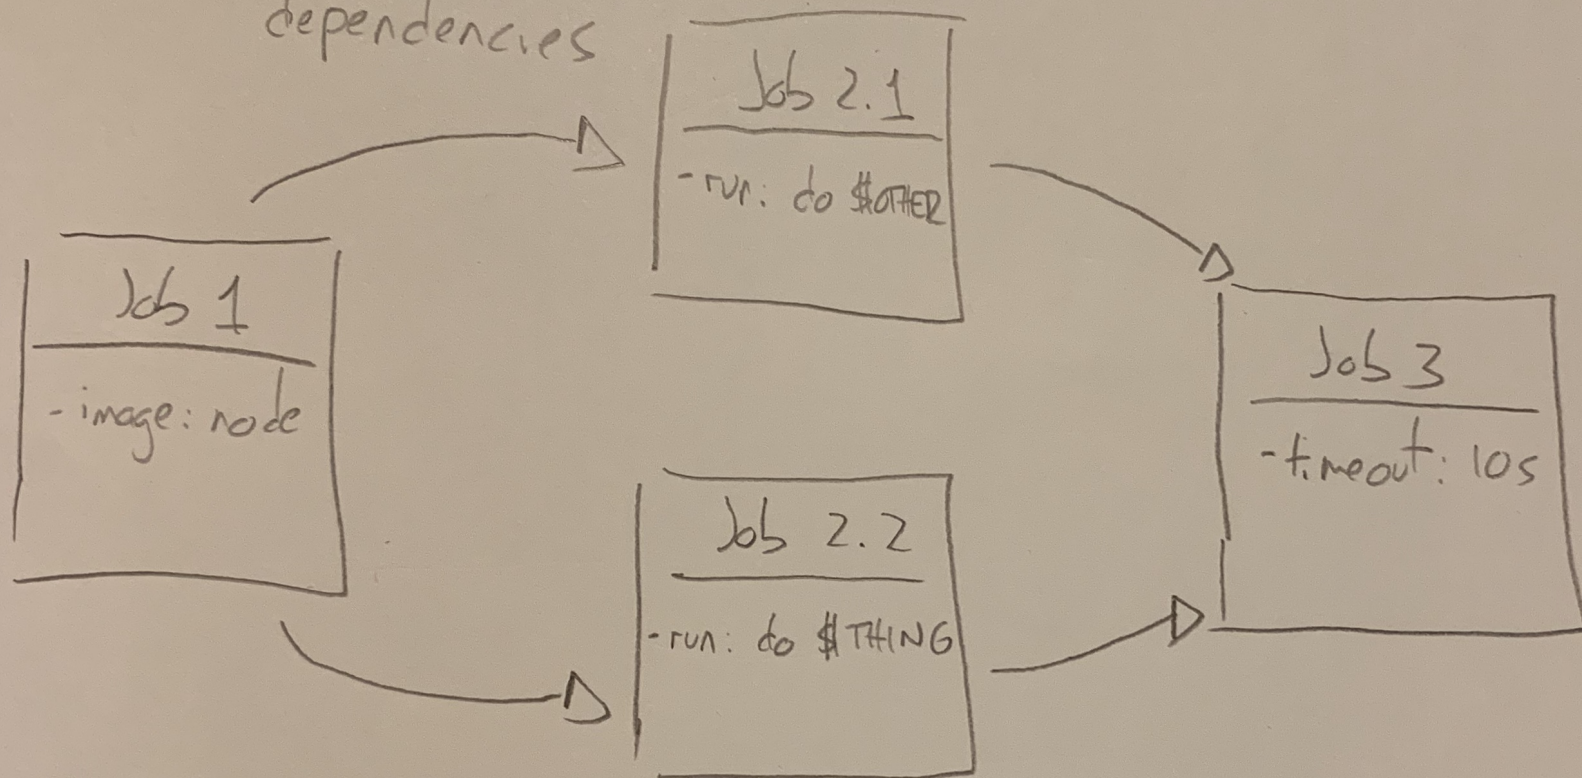 dependencies
Job 1
-image: node
Job 2.1
-run: do $OTHER
Job 2.2
-run: do $THING
Job 3
-timeout: 10s